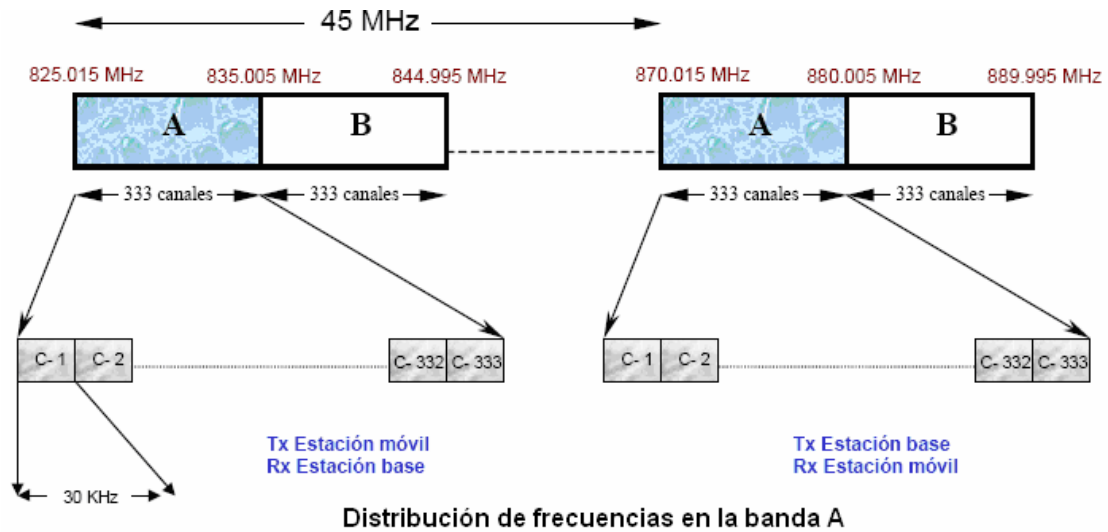 45 MHz
825.015 MHz 835.005 MHz 844.995 MHz 870.015 MHz 880.005 MHz 889.995 MHz
A B A B
333 canales 333 canales 333 canales 333 canales
C- 1 C- 2 C- 332 C- 333 C- 1 C- 2 C- 332 C- 333
Tx Estación móvil Tx Estación base
Rx Estación base Rx Estación móvil
30 KHz
Distribución de frecuencias en la banda A